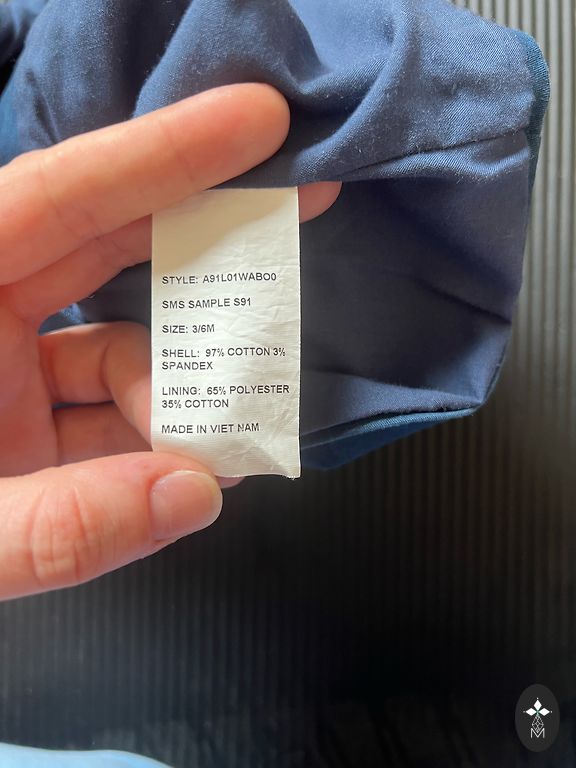 STYLE: A91L01WABO0
SMS SAMPLE S91
SIZE: 3/6M
SHELL: 97% COTTON 3%
SPANDEX
LINING: 65% POLYESTER
35% COTTON
MADE IN VIET NAM
M